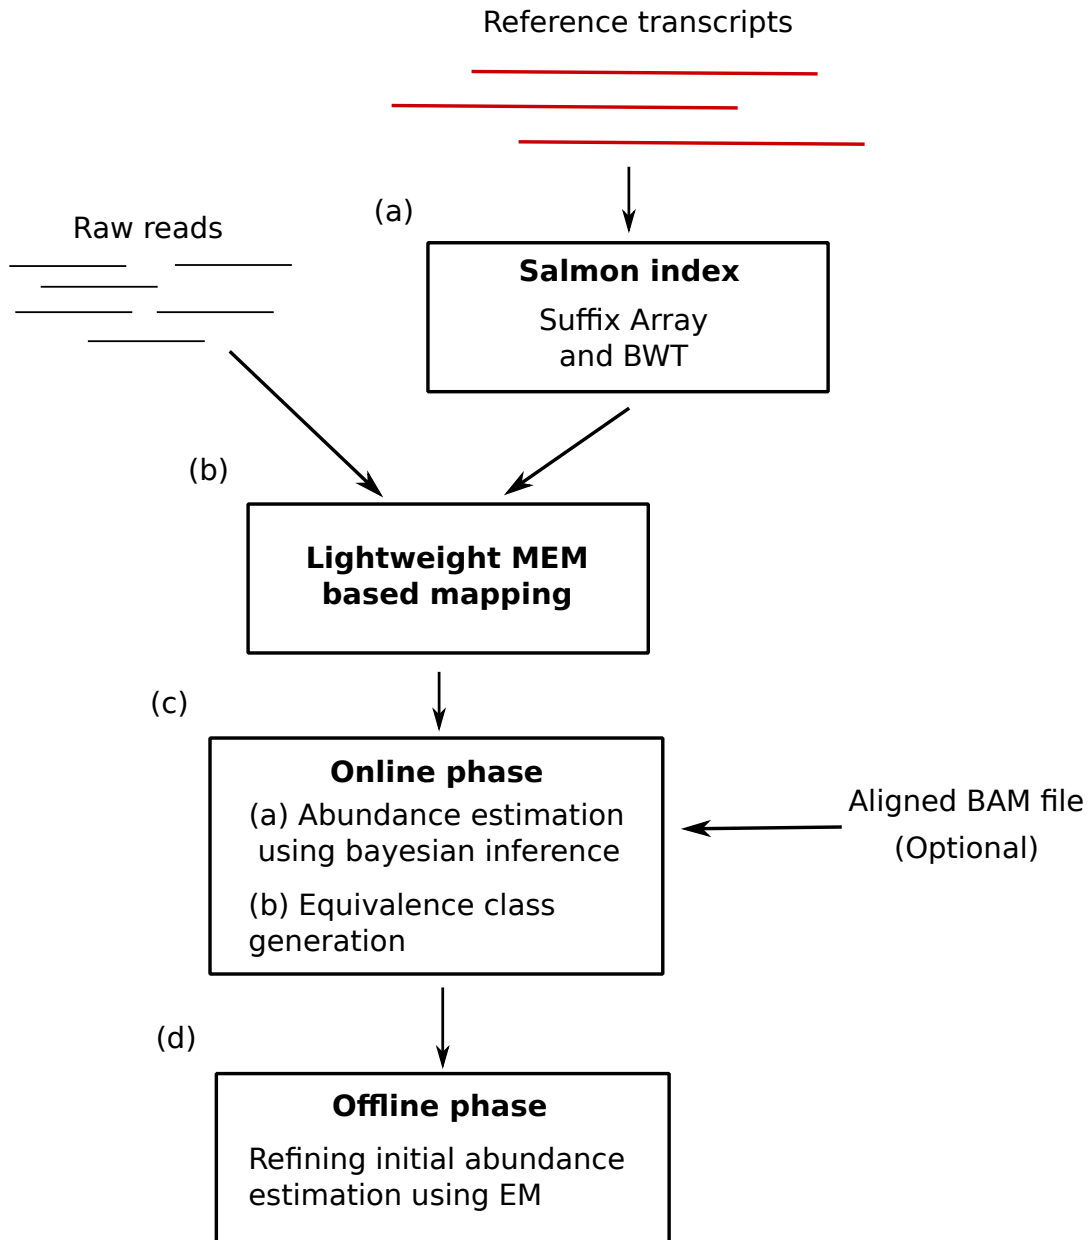 Reference transcripts
(a)
Raw reads
Salmon index
Suffix Array
and BWT
(b)
Lightweight MEM
based mapping
(c)
Online phase
(a) Abundance estimation
using bayesian inference
(b) Equivalence class
generation
Aligned BAM file
(Optional)
(d)
Offline phase
Refining initial abundance
estimation using EM